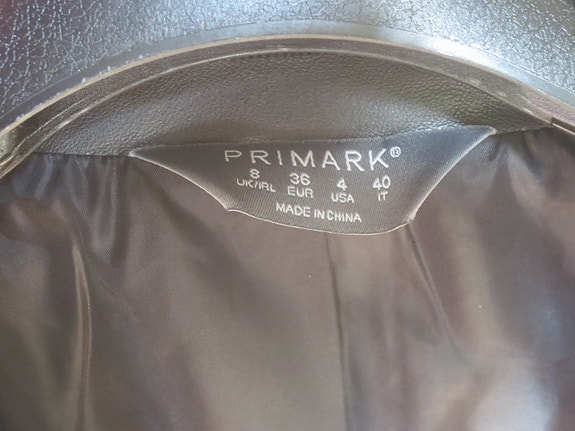 PRIMARK®
8 36 4 40
UK/IRL EUR USA IT
MADE IN CHINA